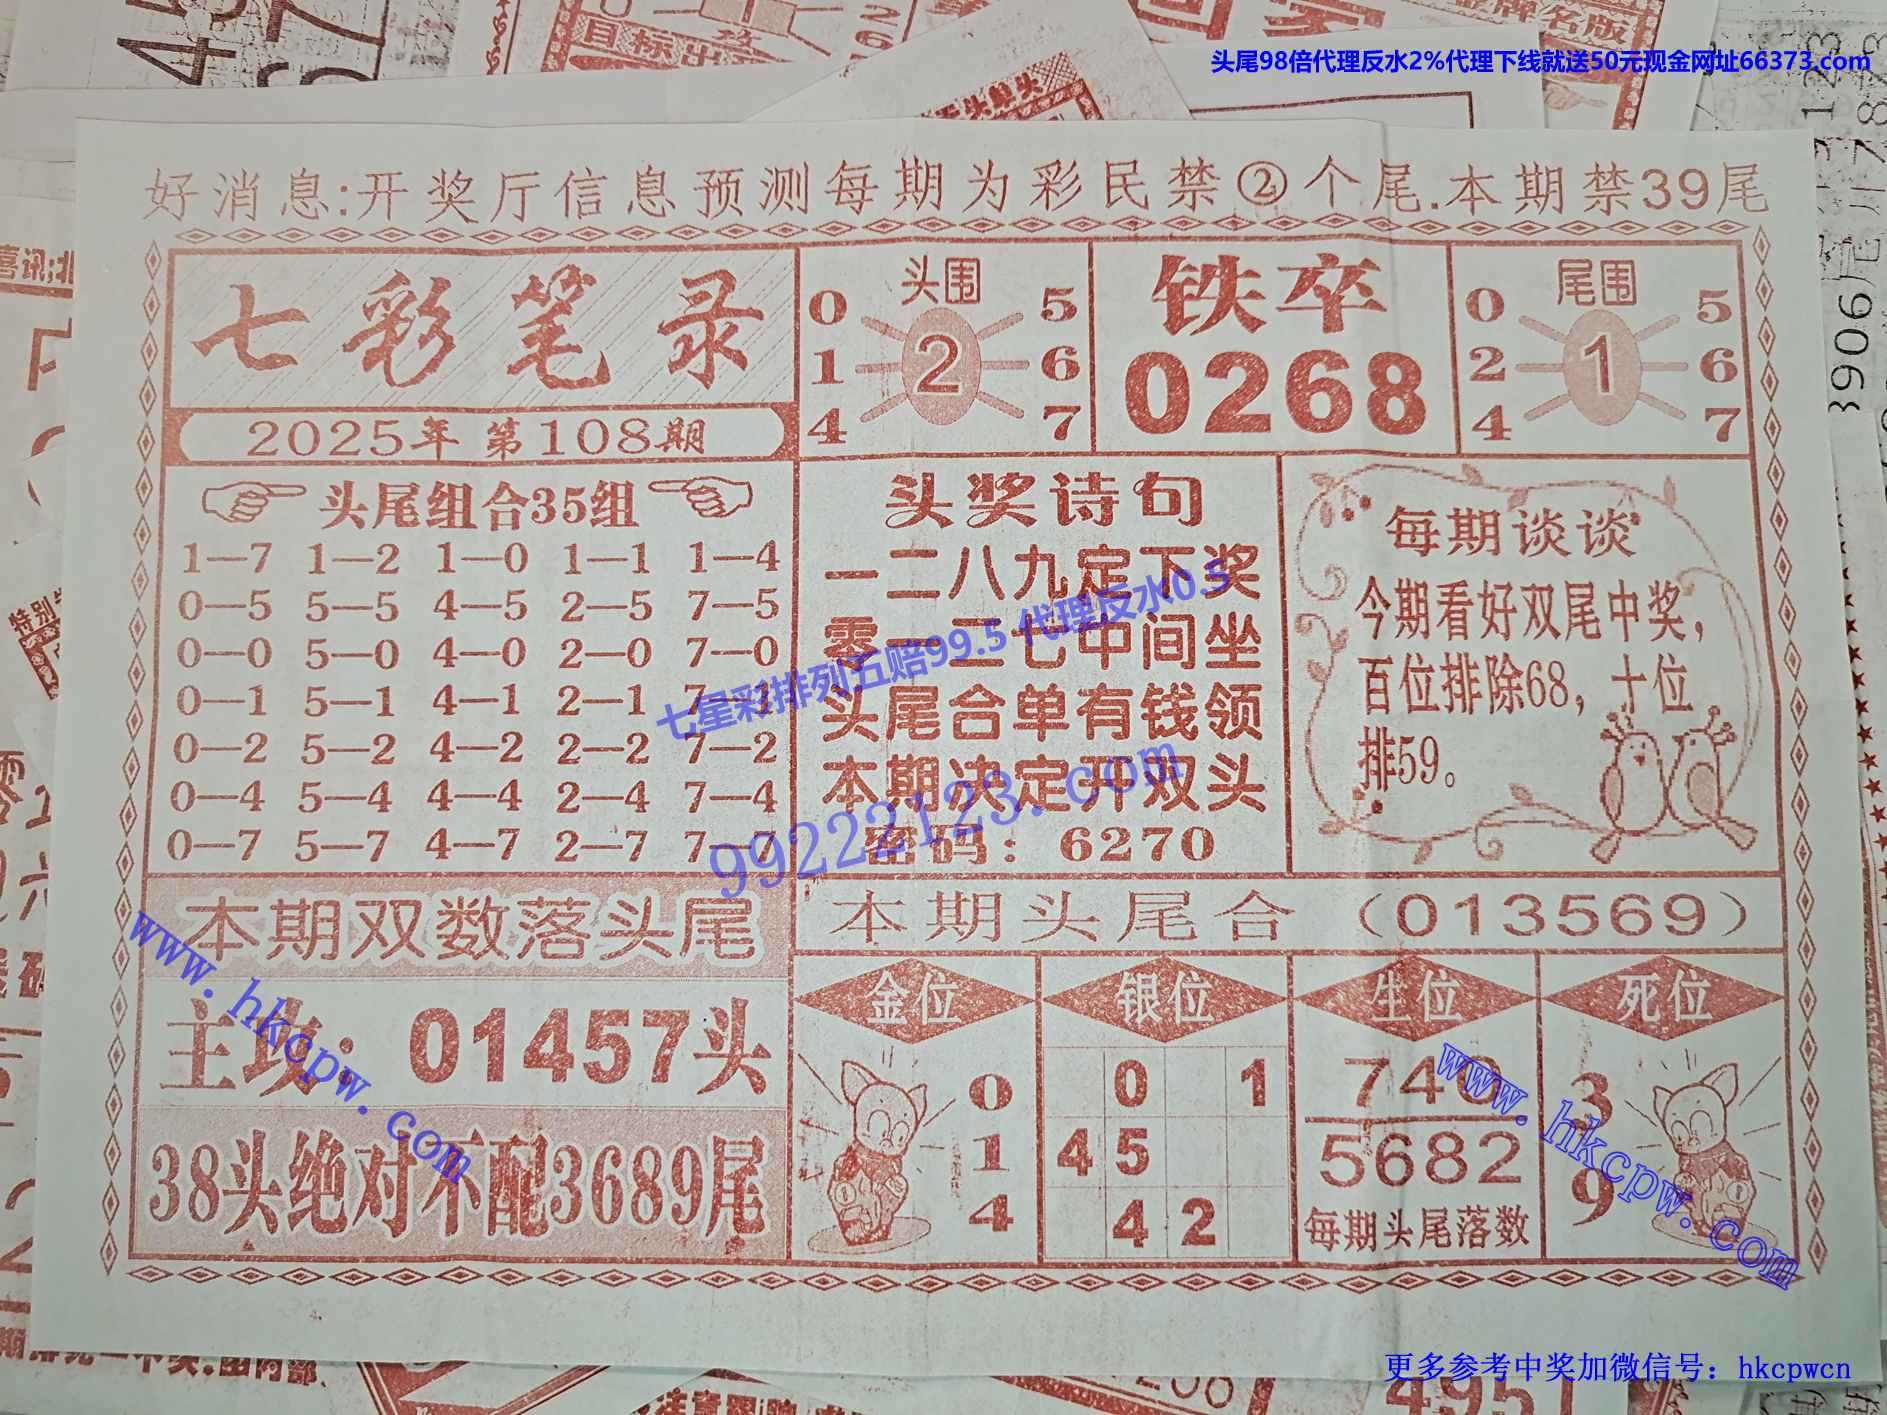 头尾98倍代理反水2%代理下线就送50元现金网址66373.com
目标出
金牌名版
好消息:开奖厅信息预测每期为彩民禁②个尾.本期禁39尾
七彩笔录
2025年 第108期
头围
0 5
1 2 6
4 7
铁卒
0268
尾围
0 5
2 1 6
4 7
头尾组合35组
1—7 1—2 1—0 1—1 1—4
0—5 5—5 4—5 2—5 7—5
0—0 5—0 4—0 2—0 7—0
0—1 5—1 4—1 2—1 7—1
0—2 5—2 4—2 2—2 7—2
0—4 5—4 4—4 2—4 7—4
0—7 5—7 4—7 2—7 7—7
头奖诗句
一二八九定下奖
零一二七中间坐
头尾合单有钱领
本期决定开双头
密码：6270
每期谈谈
今期看好双尾中奖，
百位排除68，十位
排59。
七星彩排列五赔99.5 代理反水0.5
99222123.com
本期双数落头尾
主攻：01457头
38头绝对不配3689尾
本期头尾合（013569）
金位
0
1
4
银位
0 1
4 5
4 2
生位
740
5682
每期头尾落数
死位
3
9
www.hkcpw.com
www.hkcpw.com
更多参考中奖加微信号：hkcpwcn